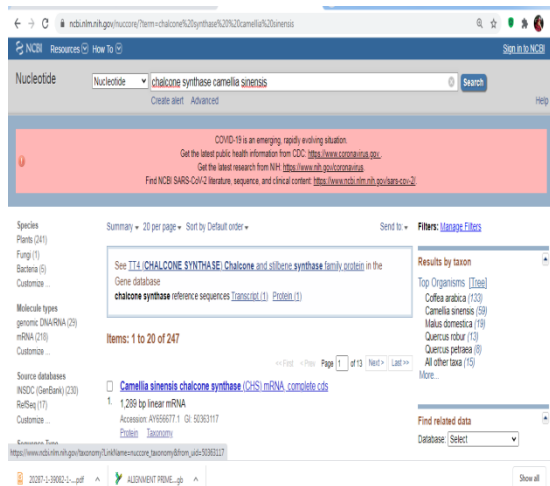 ncbi.nlm.nih.gov/nuccore/?term=chalcone%20synthase%20%20camellia%20sinensis
NCBI Resources How To Sign in to NCBI
Nucleotide Nucleotide chalcone synthase camellia sinensis Search
Create alert Advanced Help
COVID-19 is an emerging, rapidly evolving situation.
Get the latest public health information from CDC: https://www.coronavirus.gov.
Get the latest research from NIH: https://www.nih.gov/coronavirus.
Find NCBI SARS-CoV-2 literature, sequence, and clinical content: https://www.ncbi.nlm.nih.gov/sars-cov-2/.
Species
Plants (241)
Fungi (1)
Bacteria (5)
Customize ...
Molecule types
genomic DNA/RNA (29)
mRNA (218)
Customize ...
Source databases
INSDC (GenBank) (230)
RefSeq (17)
Customize ...
Sequence Type
Summary 20 per page Sort by Default order Send to:
See TT4 (CHALCONE SYNTHASE) Chalcone and stilbene synthase family protein in the
Gene database
chalcone synthase reference sequences Transcript (1) Protein (1)
Items: 1 to 20 of 247
<< First < Prev Page 1 of 13 Next > Last >>
Camellia sinensis chalcone synthase (CHS) mRNA, complete cds
1. 1,289 bp linear mRNA
Accession: AY656677.1 GI: 50363117
Protein Taxonomy
Filters: Manage Filters
Results by taxon
Top Organisms [Tree]
Coffea arabica (133)
Camellia sinensis (59)
Malus domestica (19)
Quercus robur (13)
Quercus petraea (8)
All other taxa (15)
More...
Find related data
Database: Select
https://www.ncbi.nlm.nih.gov/taxonomy?LinkName=nuccore_taxonomy&from_uid=50363117
20287-1-39082-1-....pdf ALIGNMENT PRIME....gb Show all